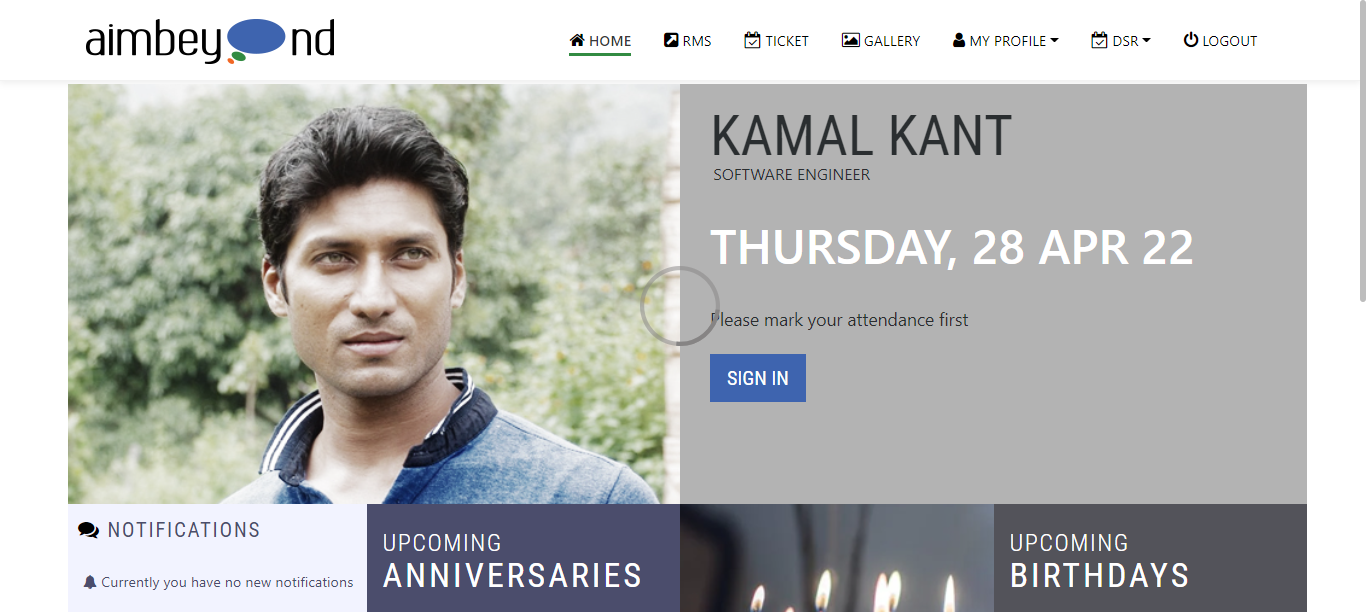 aimbeyond
HOME
RMS
TICKET
GALLERY
MY PROFILE
DSR
LOGOUT
KAMAL KANT
SOFTWARE ENGINEER
THURSDAY, 28 APR 22
Please mark your attendance first
SIGN IN
NOTIFICATIONS
Currently you have no new notifications
UPCOMING
ANNIVERSARIES
UPCOMING
BIRTHDAYS